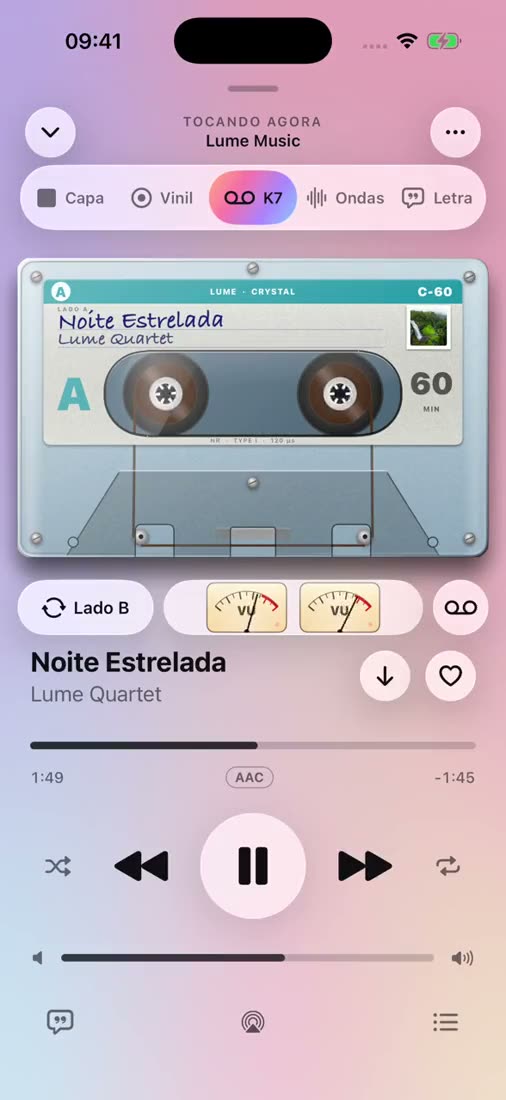 09:41
TOCANDO AGORA
Lume Music
Capa
Vinil
K7
Ondas
Letra
A
LUME · CRYSTAL
C-60
LADO A
Noite Estrelada
Lume Quartet
A
60
MIN
NR · TYPE I · 120 µs
Lado B
VU
VU
Noite Estrelada
Lume Quartet
1:49
AAC
-1:45